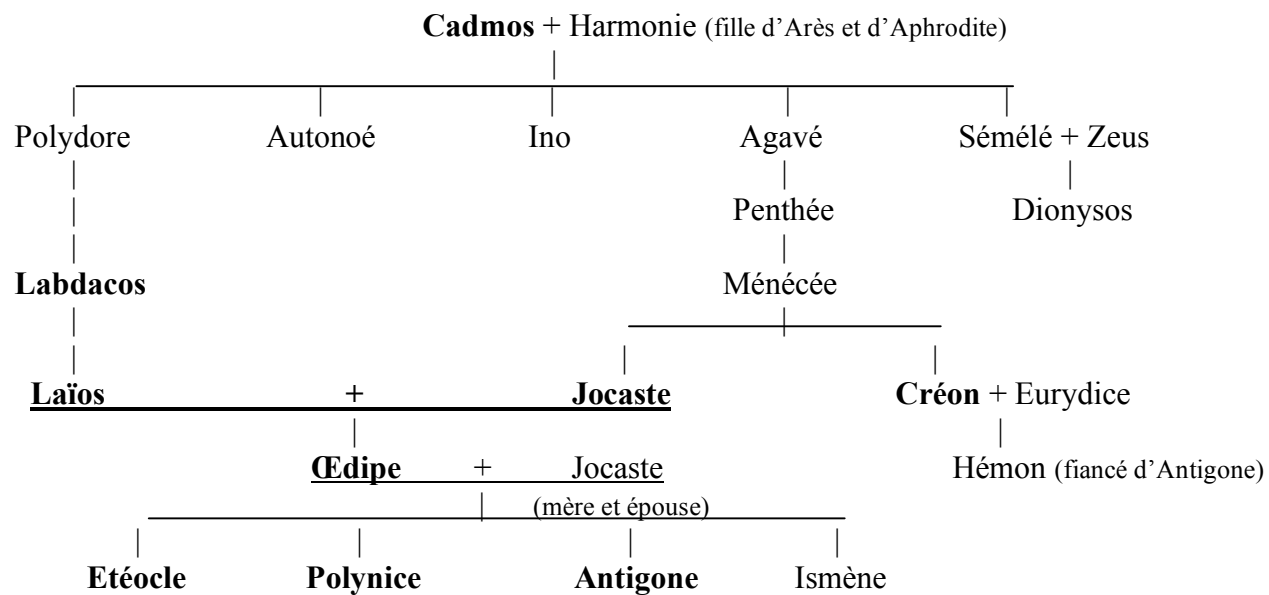 Cadmos + Harmonie (fille d’Arès et d’Aphrodite)
Polydore Autonoé Ino Agavé Sémélé + Zeus
Penthée Dionysos
Labdacos Ménécée
Laïos + Jocaste Créon + Eurydice
Œdipe + Jocaste Hémon (fiancé d’Antigone)
(mère et épouse)
Etéocle Polynice Antigone Ismène